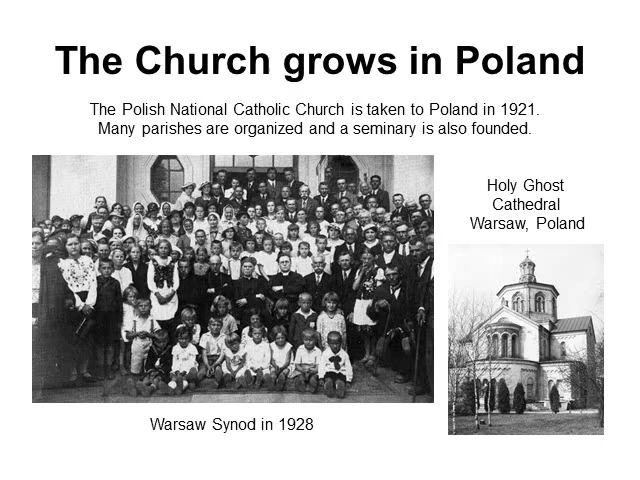 The Church grows in Poland
The Polish National Catholic Church is taken to Poland in 1921.
Many parishes are organized and a seminary is also founded.
Holy Ghost
Cathedral
Warsaw, Poland
Warsaw Synod in 1928